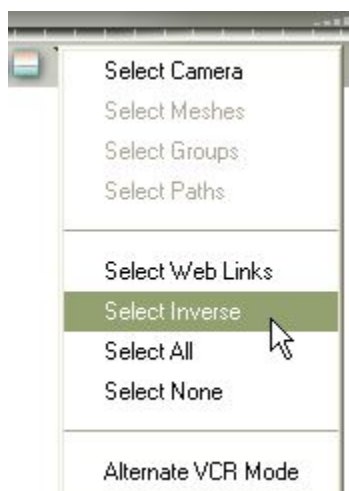 Select Camera
Select Meshes
Select Groups
Select Paths
Select Web Links
Select Inverse
Select All
Select None
Alternate VCR Mode